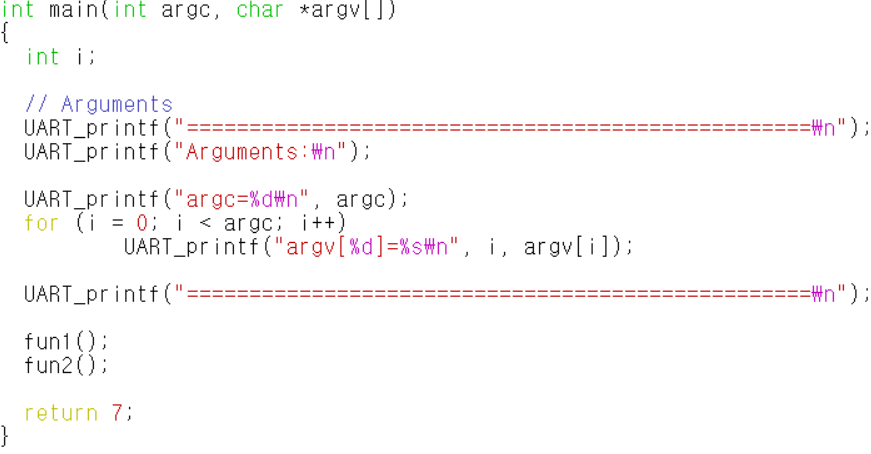 int main(int argc, char *argv[])
{
  int i;

  // Arguments
  UART_printf("==================================================₩n");
  UART_printf("Arguments:₩n");

  UART_printf("argc=%d₩n", argc);
  for (i = 0; i < argc; i++)
          UART_printf("argv[%d]=%s₩n", i, argv[i]);

  UART_printf("==================================================₩n");

  fun1();
  fun2();

  return 7;
}